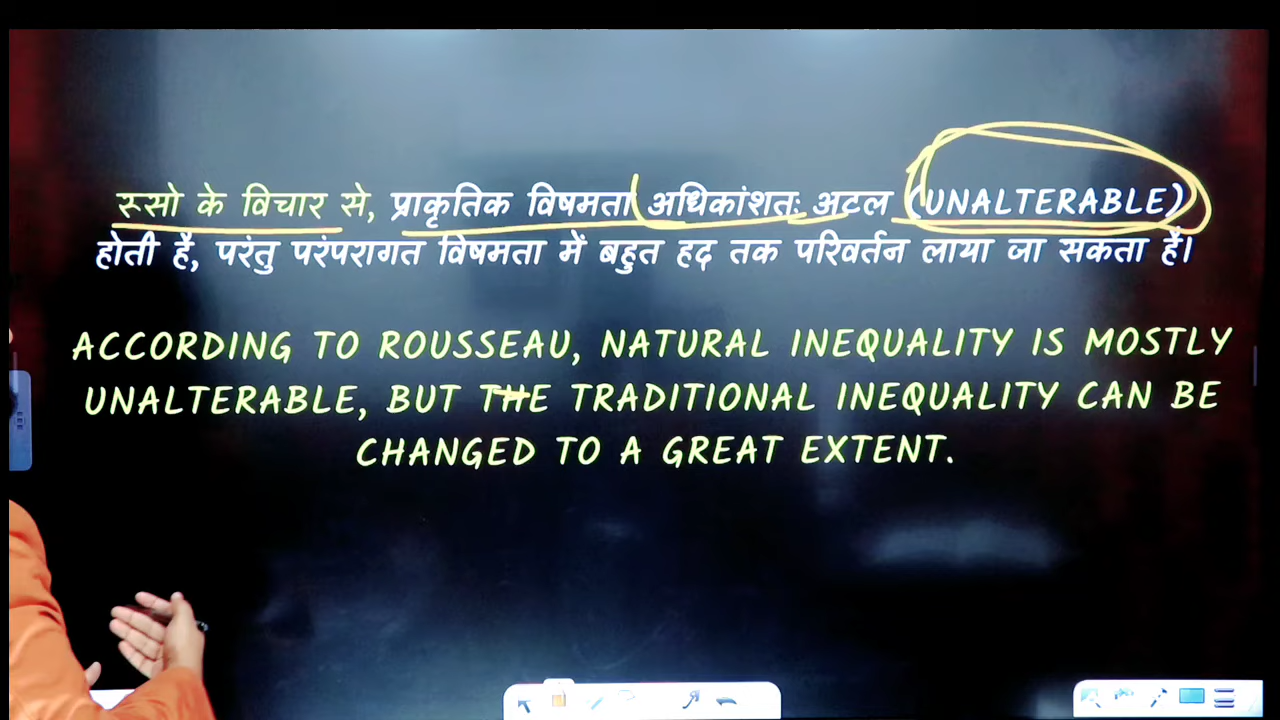 रूसो के विचार से, प्राकृतिक विषमता अधिकांशतः अटल (UNALTERABLE)
होती है, परंतु परंपरागत विषमता में बहुत हद तक परिवर्तन लाया जा सकता हैं।
ACCORDING TO ROUSSEAU, NATURAL INEQUALITY IS MOSTLY
UNALTERABLE, BUT THE TRADITIONAL INEQUALITY CAN BE
CHANGED TO A GREAT EXTENT.